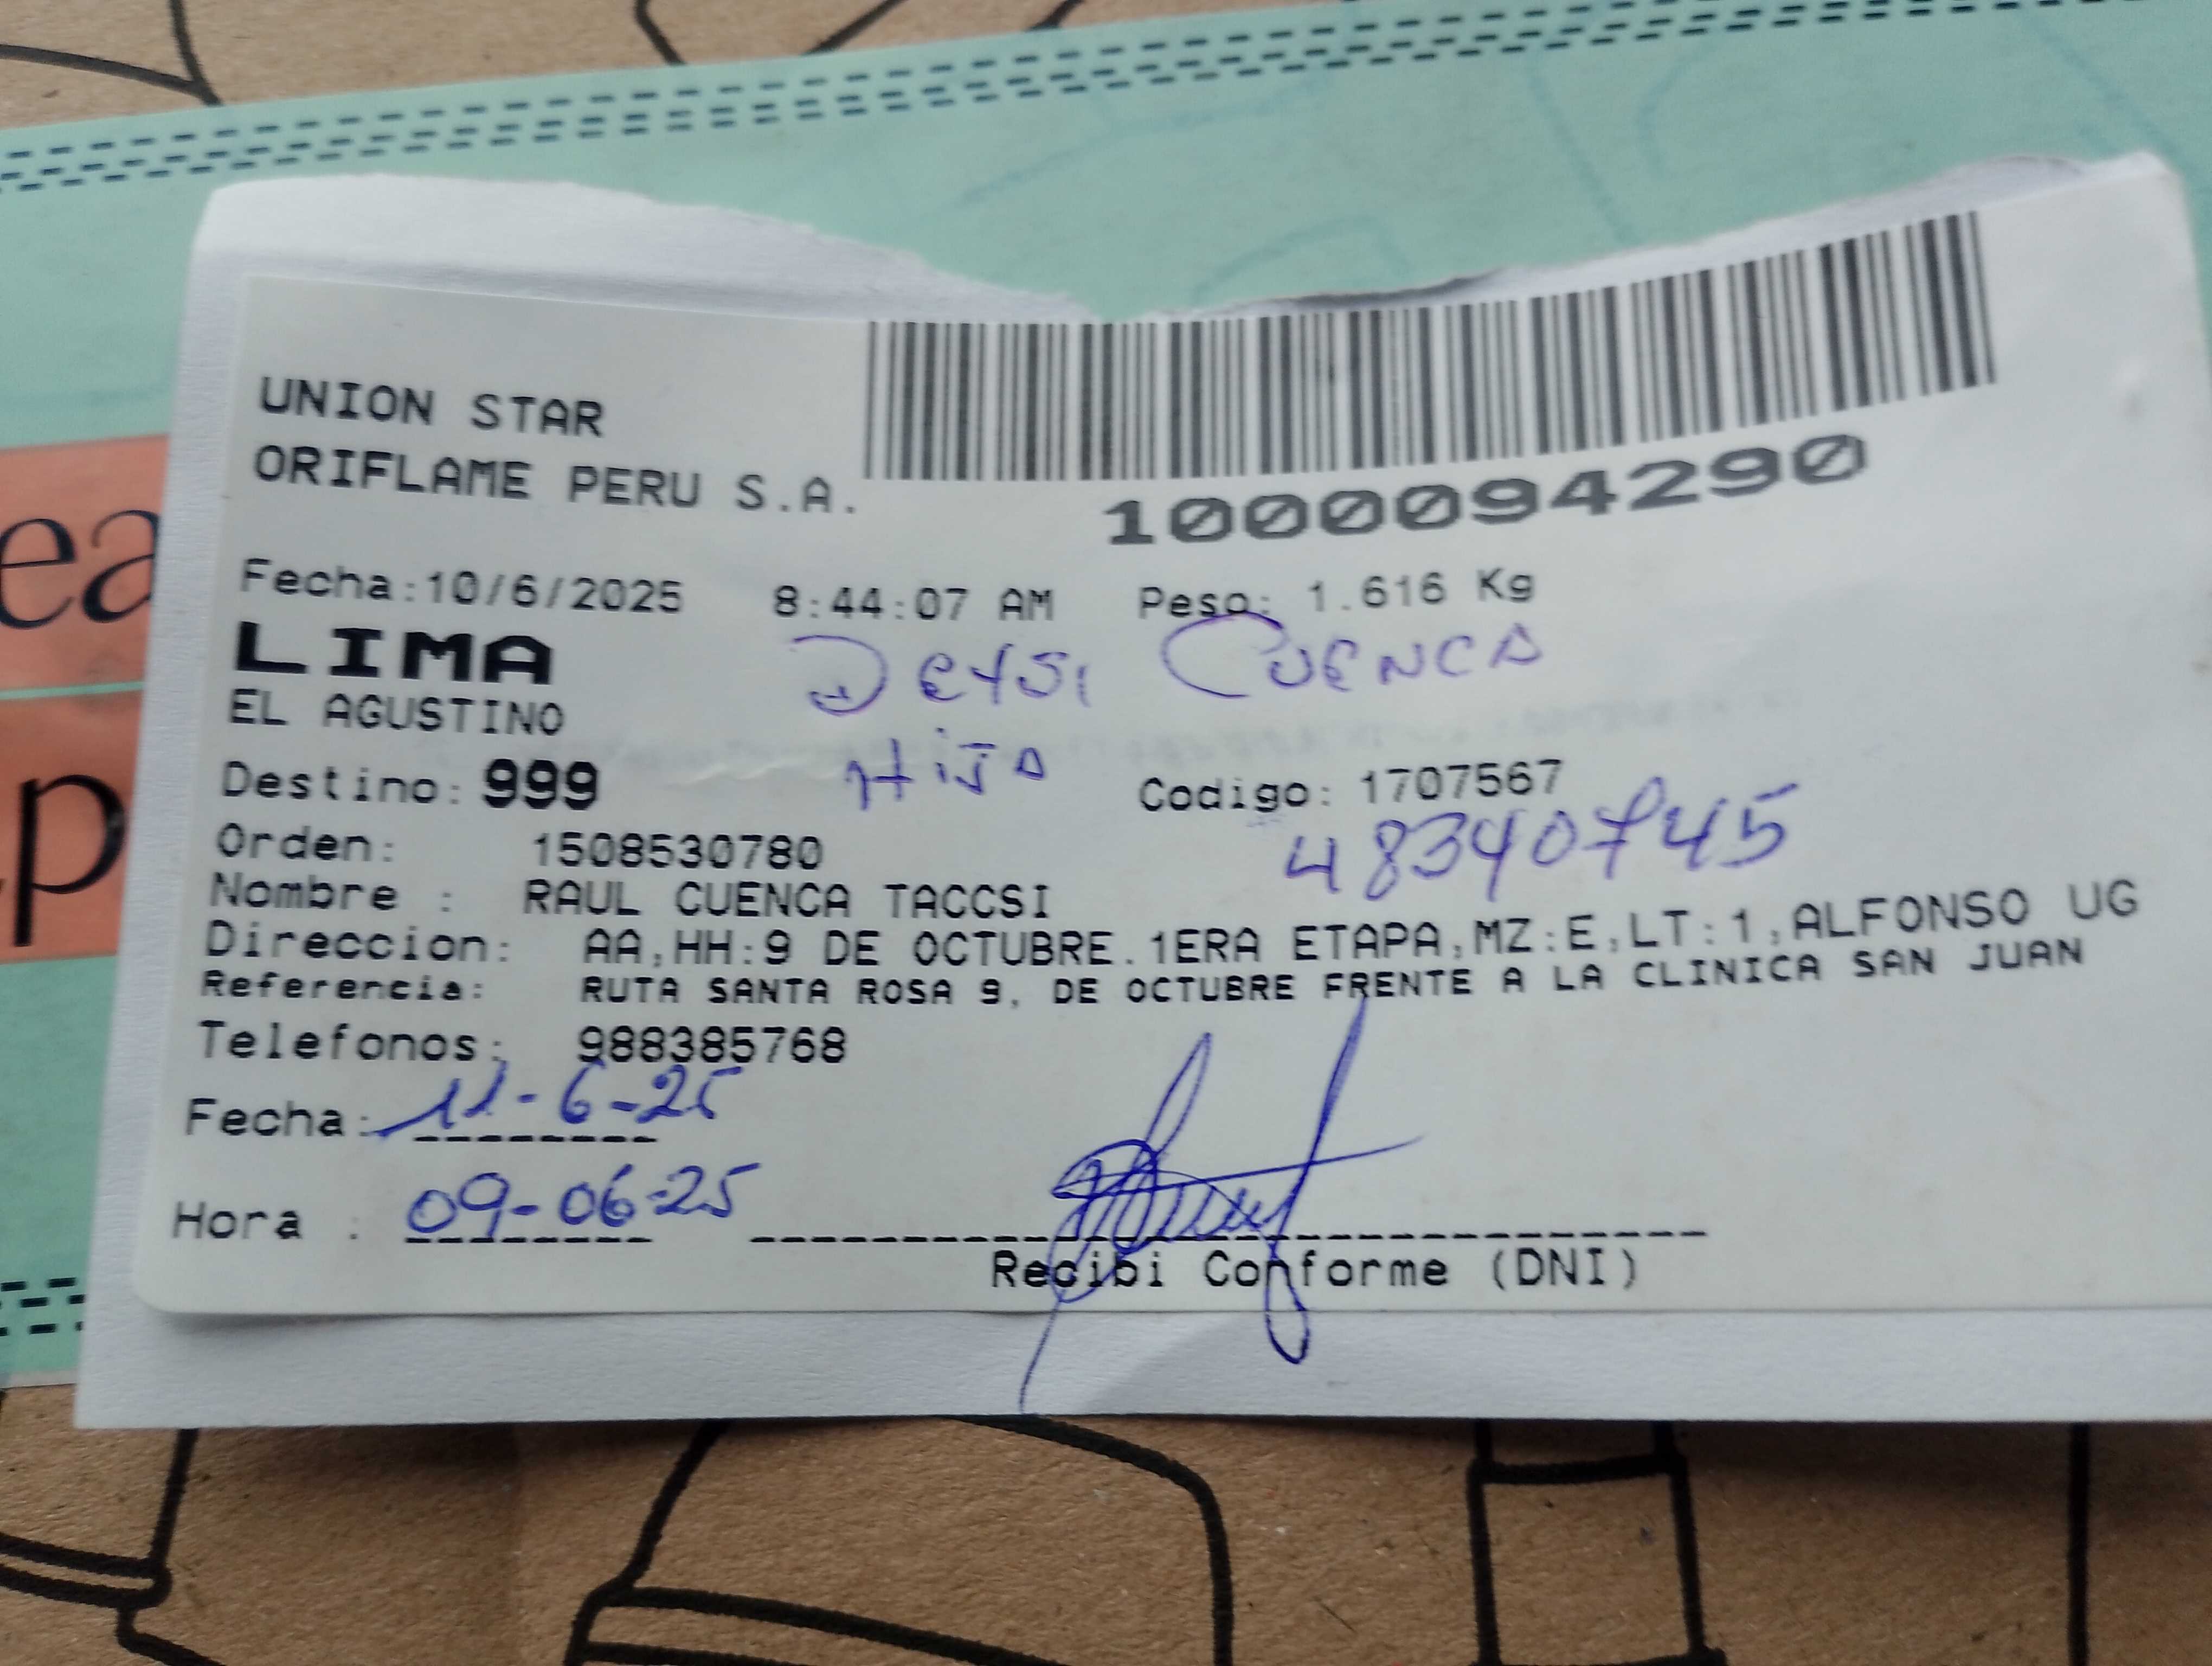 ea
p
UNION STAR
ORIFLAME PERU S.A.
1000094290
Fecha:10/6/2025 8:44:07 AM Peso: 1.616 Kg
LIMA
DEYSI CUENCA
EL AGUSTINO
HiJA
Destino: 999 Codigo: 1707567
48340745
Orden: 1508530780
Nombre : RAUL CUENCA TACCSI
Direccion: AA,HH:9 DE OCTUBRE.1ERA ETAPA,MZ:E,LT:1,ALFONSO UG
Referencia: RUTA SANTA ROSA 9, DE OCTUBRE FRENTE A LA CLINICA SAN JUAN
Telefonos: 988385768
Fecha: 11-6-25
Hora : 09-06-25
Recibi Conforme (DNI)